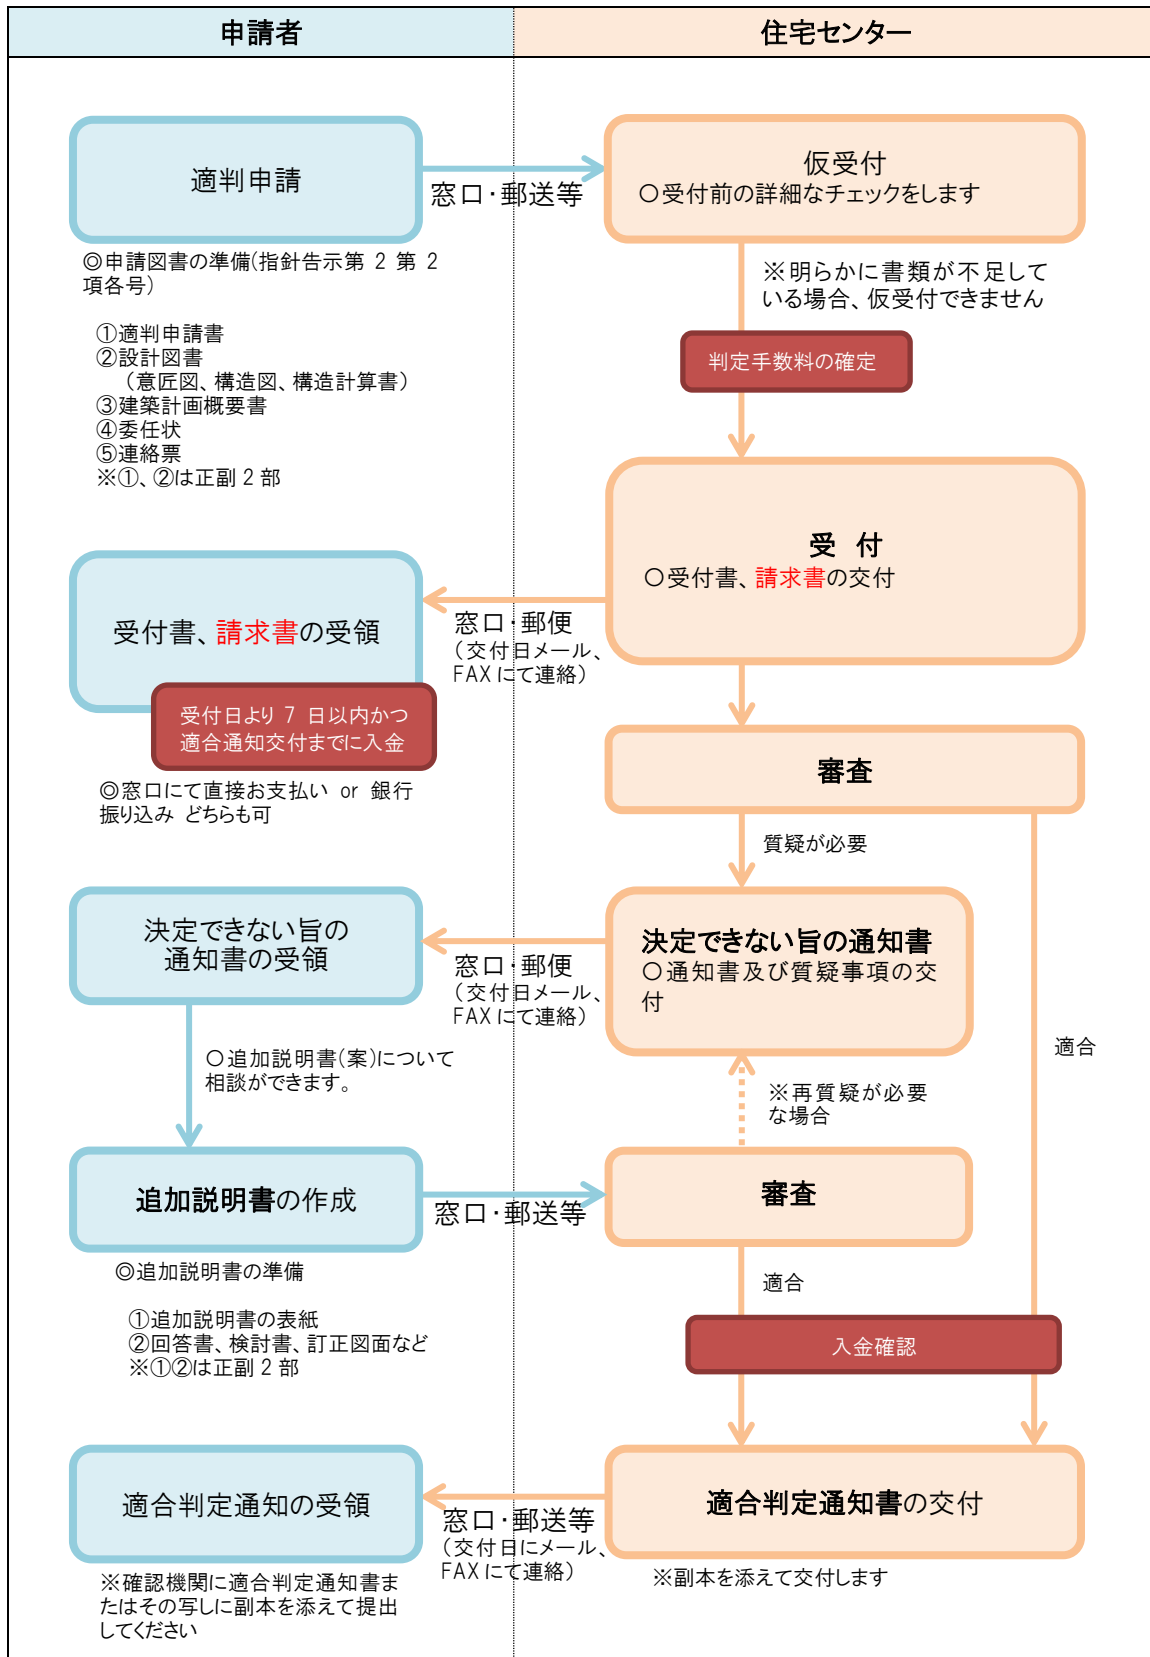 申請者
住宅センター
適判申請
窓口・郵送等
仮受付
○受付前の詳細なチェックをします
◎申請図書の準備(指針告示第 2 第 2
項各号)
①適判申請書
②設計図書
（意匠図、構造図、構造計算書）
③建築計画概要書
④委任状
⑤連絡票
※①、②は正副 2 部
※明らかに書類が不足して
いる場合、仮受付できません
判定手数料の確定
受　付
○受付書、請求書の交付
受付書、請求書の受領
窓口・郵便
（交付日メール、
FAX にて連絡）
受付日より 7 日以内かつ
適合通知交付までに入金
◎窓口にて直接お支払い or 銀行
振り込み どちらも可
審査
質疑が必要
決定できない旨の
通知書の受領
窓口・郵便
（交付日メール、
FAX にて連絡）
決定できない旨の通知書
○通知書及び質疑事項の交
付
適合
○追加説明書(案)について
相談ができます。
※再質疑が必要
な場合
追加説明書の作成
窓口・郵送等
審査
◎追加説明書の準備
①追加説明書の表紙
②回答書、検討書、訂正図面など
※①②は正副 2 部
適合
入金確認
適合判定通知の受領
窓口・郵送等
（交付日にメール、
FAX にて連絡）
適合判定通知書の交付
※副本を添えて交付します
※確認機関に適合判定通知書ま
たはその写しに副本を添えて提出
してください